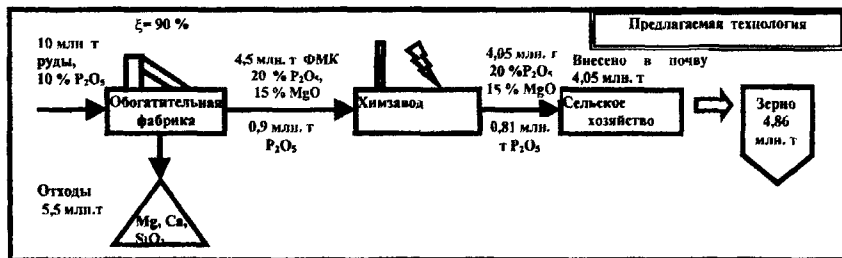 ξ= 90 %
Предлагаемая технология
10 млн т
руды,
10 % P₂O₅
4,5 млн. т ФМК
20 % P₂O₅,
15 % MgO
4,05 млн. т
20 %P₂O₅
15 % MgO
Внесено в почву
4,05 млн. т
Обогатительная
фабрика
Химзавод
Сельское
хозяйство
Зерно
4,86
млн. т
0,9 млн. т
P₂O₅
0,81 млн.
т P₂O₅
Отходы
5,5 млн.т
Mg, Ca,
SiO₂